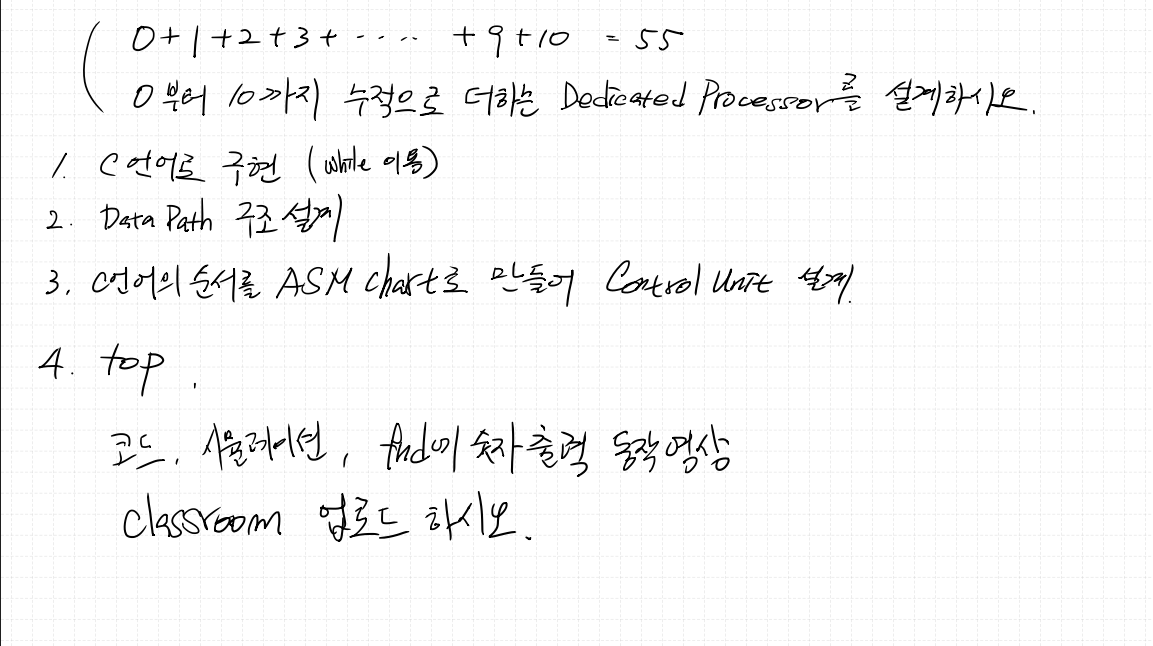 0+1+2+3+ ····· +9+10 = 55
0부터 10까지 누적으로 더하는 Dedicated Processor를 설계하시오.
1. C언어로 구현 (while 이용)
2. Data Path 구조설계
3. C언어의 순서를 ASM chart로 만들어 Control Unit 설계.
4. top.
코드, 시뮬레이션, fnd에 숫자출력 동작영상
classroom 업로드 하시오.